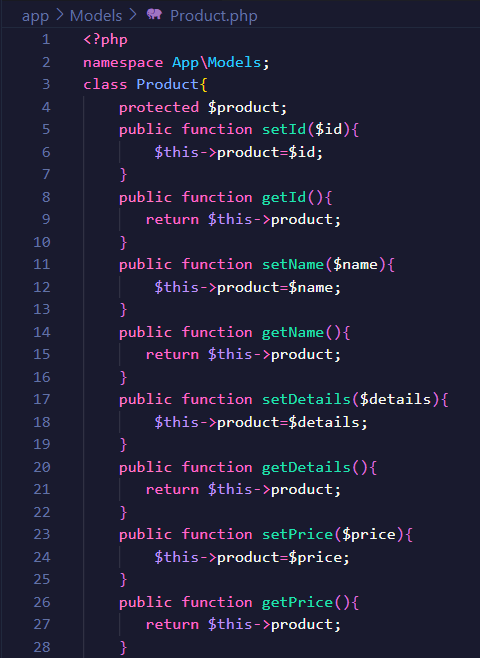 app > Models > Product.php
1 <?php
2 namespace App\Models;
3 class Product{
4     protected $product;
5     public function setId($id){
6         $this->product=$id;
7     }
8     public function getId(){
9        return $this->product;
10     }
11     public function setName($name){
12         $this->product=$name;
13     }
14     public function getName(){
15        return $this->product;
16     }
17     public function setDetails($details){
18         $this->product=$details;
19     }
20     public function getDetails(){
21        return $this->product;
22     }
23     public function setPrice($price){
24         $this->product=$price;
25     }
26     public function getPrice(){
27        return $this->product;
28     }